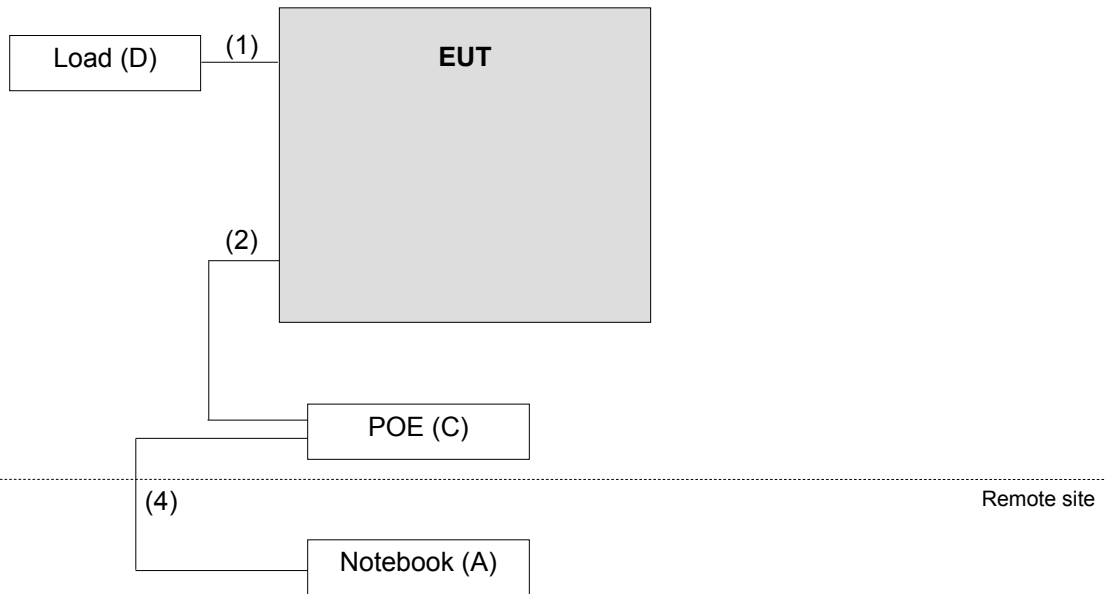 Load (D)
(1)
EUT
(2)
POE (C)
(4)
Remote site
Notebook (A)